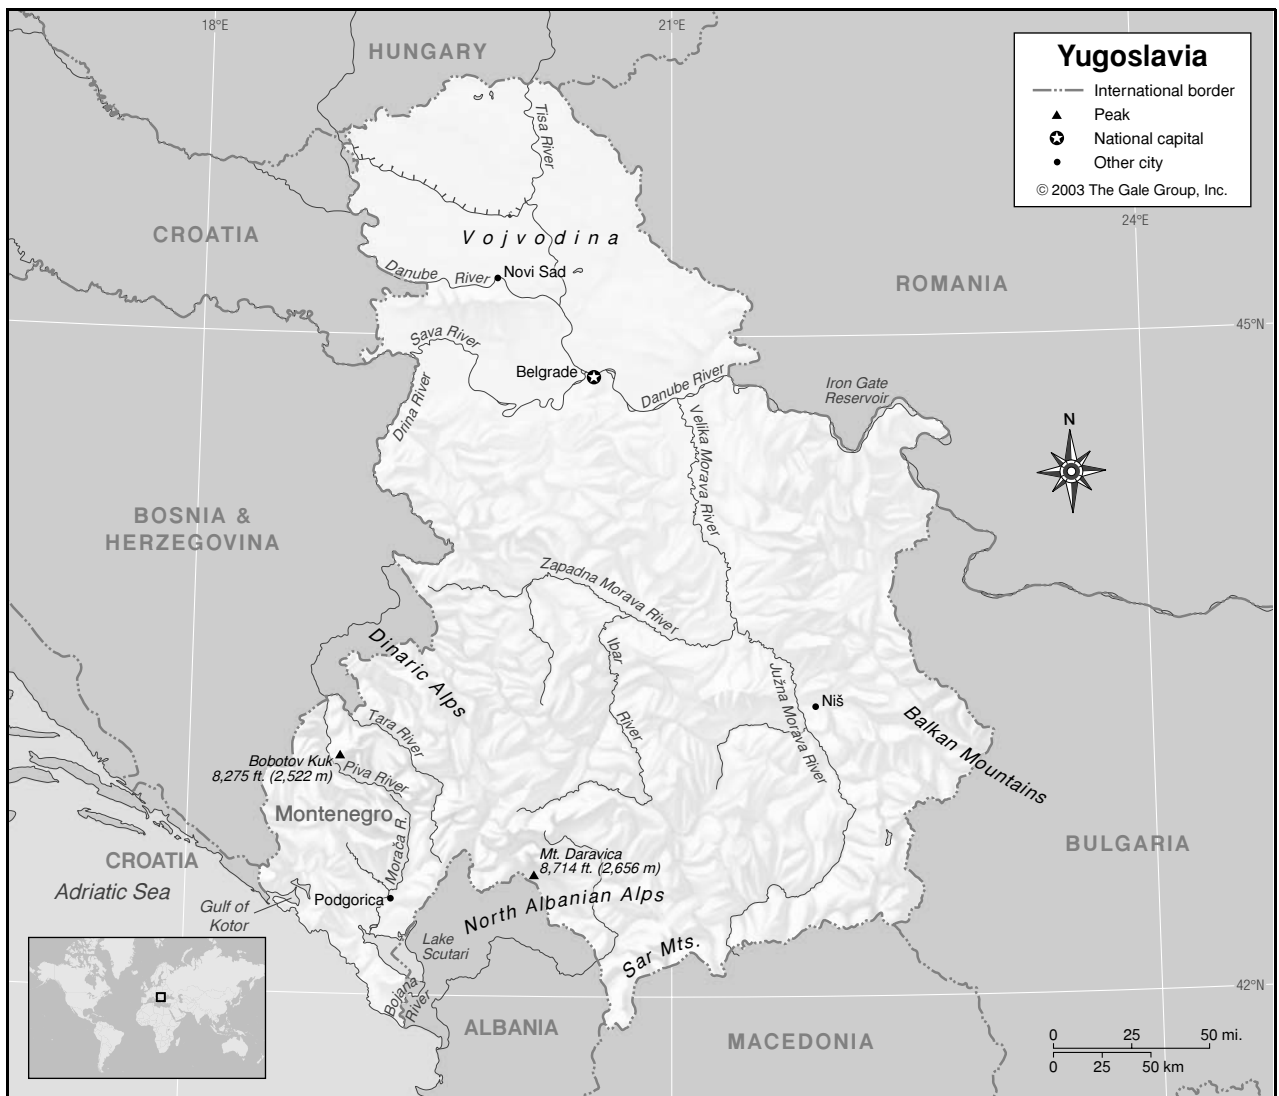 18°E
21°E
HUNGARY
Yugoslavia
International border
Peak
National capital
Other city
© 2003 The Gale Group, Inc.
Tisa River
24°E
CROATIA
Vojvodina
Danube River
Novi Sad
ROMANIA
45°N
Sava River
Belgrade
Danube River
Iron Gate
Reservoir
Drina River
Velika Morava River
N
BOSNIA &
HERZEGOVINA
Zapadna Morava River
Dinaric Alps
Ibar River
Južna Morava River
Niš
Balkan Mountains
Tara River
Bobotov Kuk
8,275 ft. (2,522 m)
Piva River
Montenegro
Morača R.
CROATIA
Mt. Daravica
8,714 ft. (2,656 m)
BULGARIA
Adriatic Sea
Podgorica
North Albanian Alps
Gulf of
Kotor
Lake
Scutari
Sar Mts.
Bojana
River
42°N
ALBANIA
MACEDONIA
0 25 50 mi.
0 25 50 km